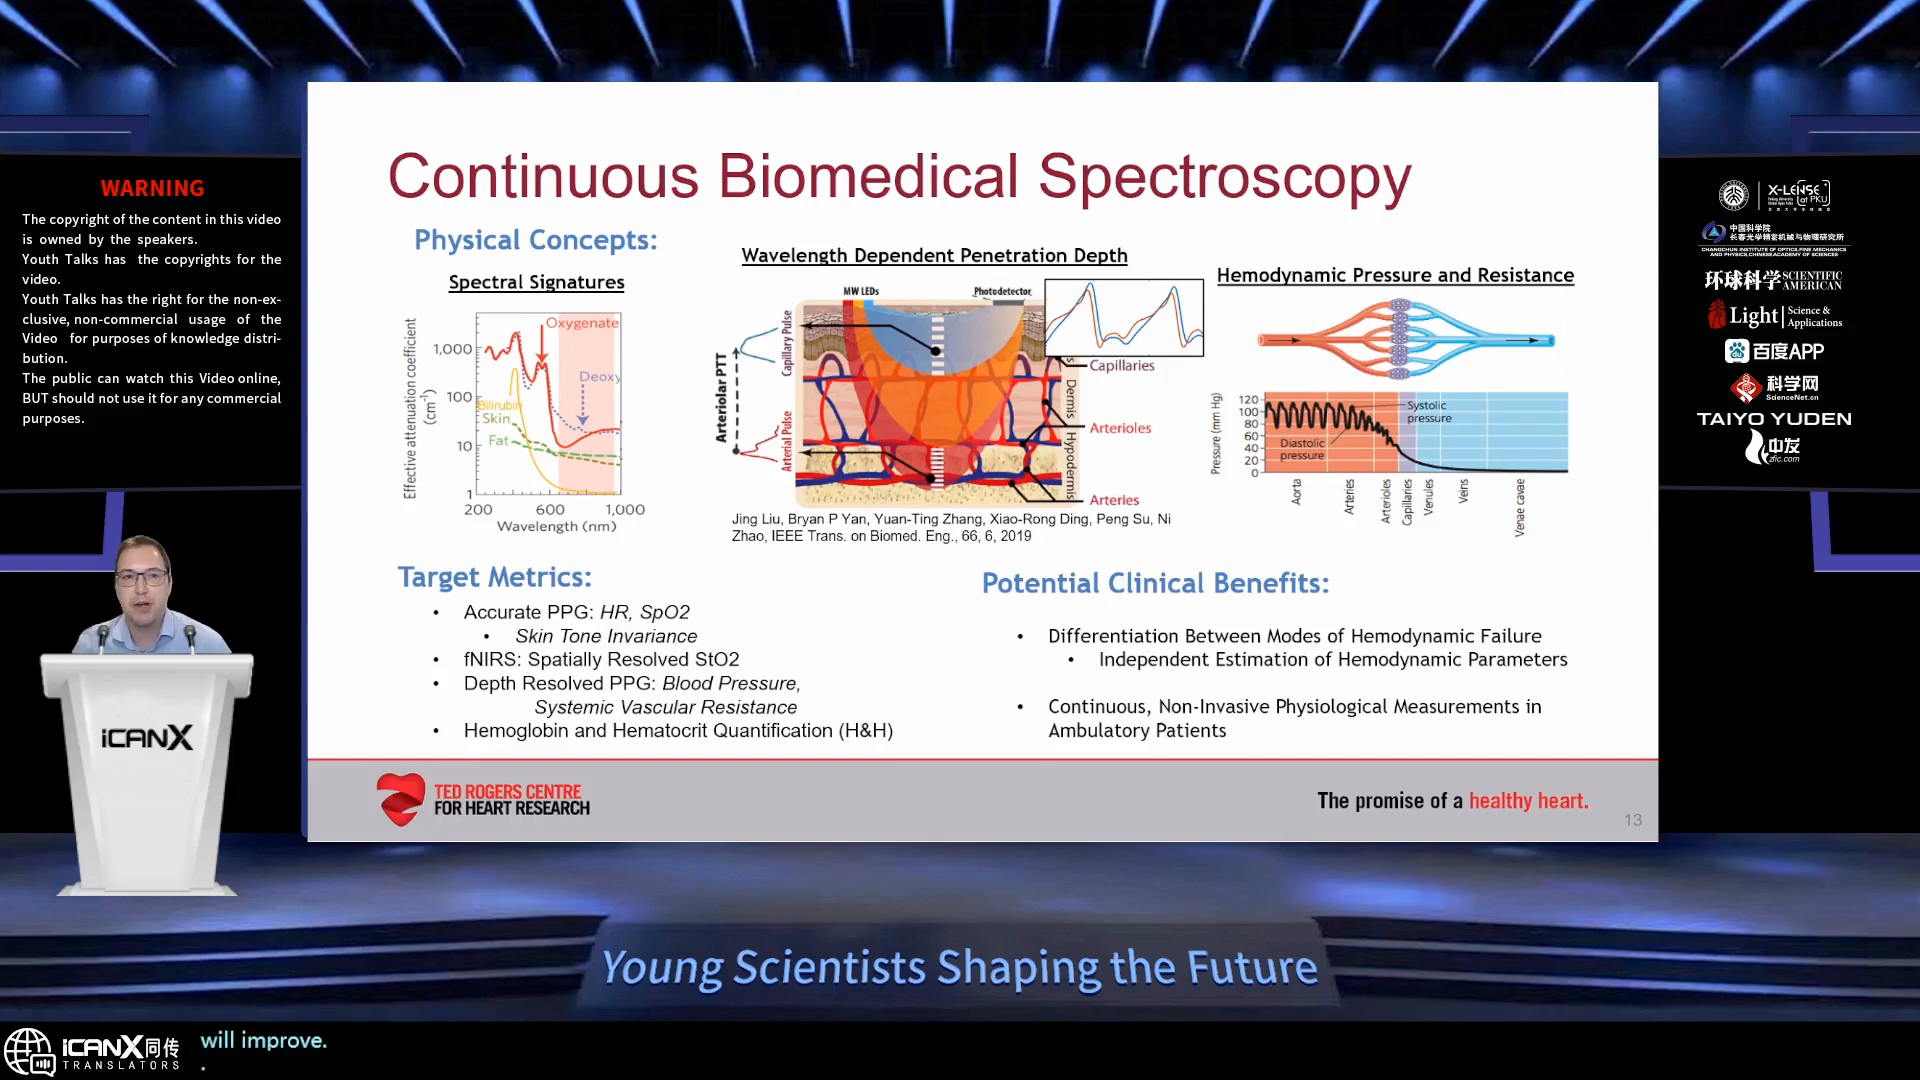 WARNING
The copyright of the content in this video
is owned by the speakers.
Youth Talks has the copyrights for the
video.
Youth Talks has the right for the non-ex-
clusive, non-commercial usage of the
Video for purposes of knowledge distri-
bution.
The public can watch this Video online,
BUT should not use it for any commercial
purposes.
iCANX
Continuous Biomedical Spectroscopy
Physical Concepts:
Spectral Signatures
Effective attenuation coefficient
(cm⁻¹)
1,000
100
10
1
200
600
1,000
Wavelength (nm)
Oxygenate
Deoxy
Bilirubin
Skin
Fat
Wavelength Dependent Penetration Depth
MW LEDs
Photodetector
Arteriolar PTT
Capillary Pulse
Arterial Pulse
Capillaries
Dermis
Arterioles
Hypodermis
Arteries
Jing Liu, Bryan P Yan, Yuan-Ting Zhang, Xiao-Rong Ding, Peng Su, Ni
Zhao, IEEE Trans. on Biomed. Eng., 66, 6, 2019
Hemodynamic Pressure and Resistance
Pressure (mm Hg)
120
100
80
60
40
20
0
Systolic
pressure
Diastolic
pressure
Aorta
Arteries
Arterioles
Capillaries
Venules
Veins
Venae cavae
Target Metrics:
• Accurate PPG: HR, SpO2
• Skin Tone Invariance
• fNIRS: Spatially Resolved StO2
• Depth Resolved PPG: Blood Pressure,
Systemic Vascular Resistance
• Hemoglobin and Hematocrit Quantification (H&H)
Potential Clinical Benefits:
• Differentiation Between Modes of Hemodynamic Failure
• Independent Estimation of Hemodynamic Parameters
• Continuous, Non-Invasive Physiological Measurements in
Ambulatory Patients
TED ROGERS CENTRE
FOR HEART RESEARCH
The promise of a healthy heart.
13
X-LENSE
at PKU
中国科学院
长春光学精密机械与物理研究所
CHANGCHUN INSTITUTE OF OPTICS,FINE MECHANICS
AND PHYSICS,CHINESE ACADEMY OF SCIENCES
环球科学 SCIENTIFIC
AMERICAN
Light Science &
Applications
百度APP
科学网
ScienceNet.cn
TAIYO YUDEN
中发
zfic.com
Young Scientists Shaping the Future
iCANX同传
TRANSLATORS
will improve.
.